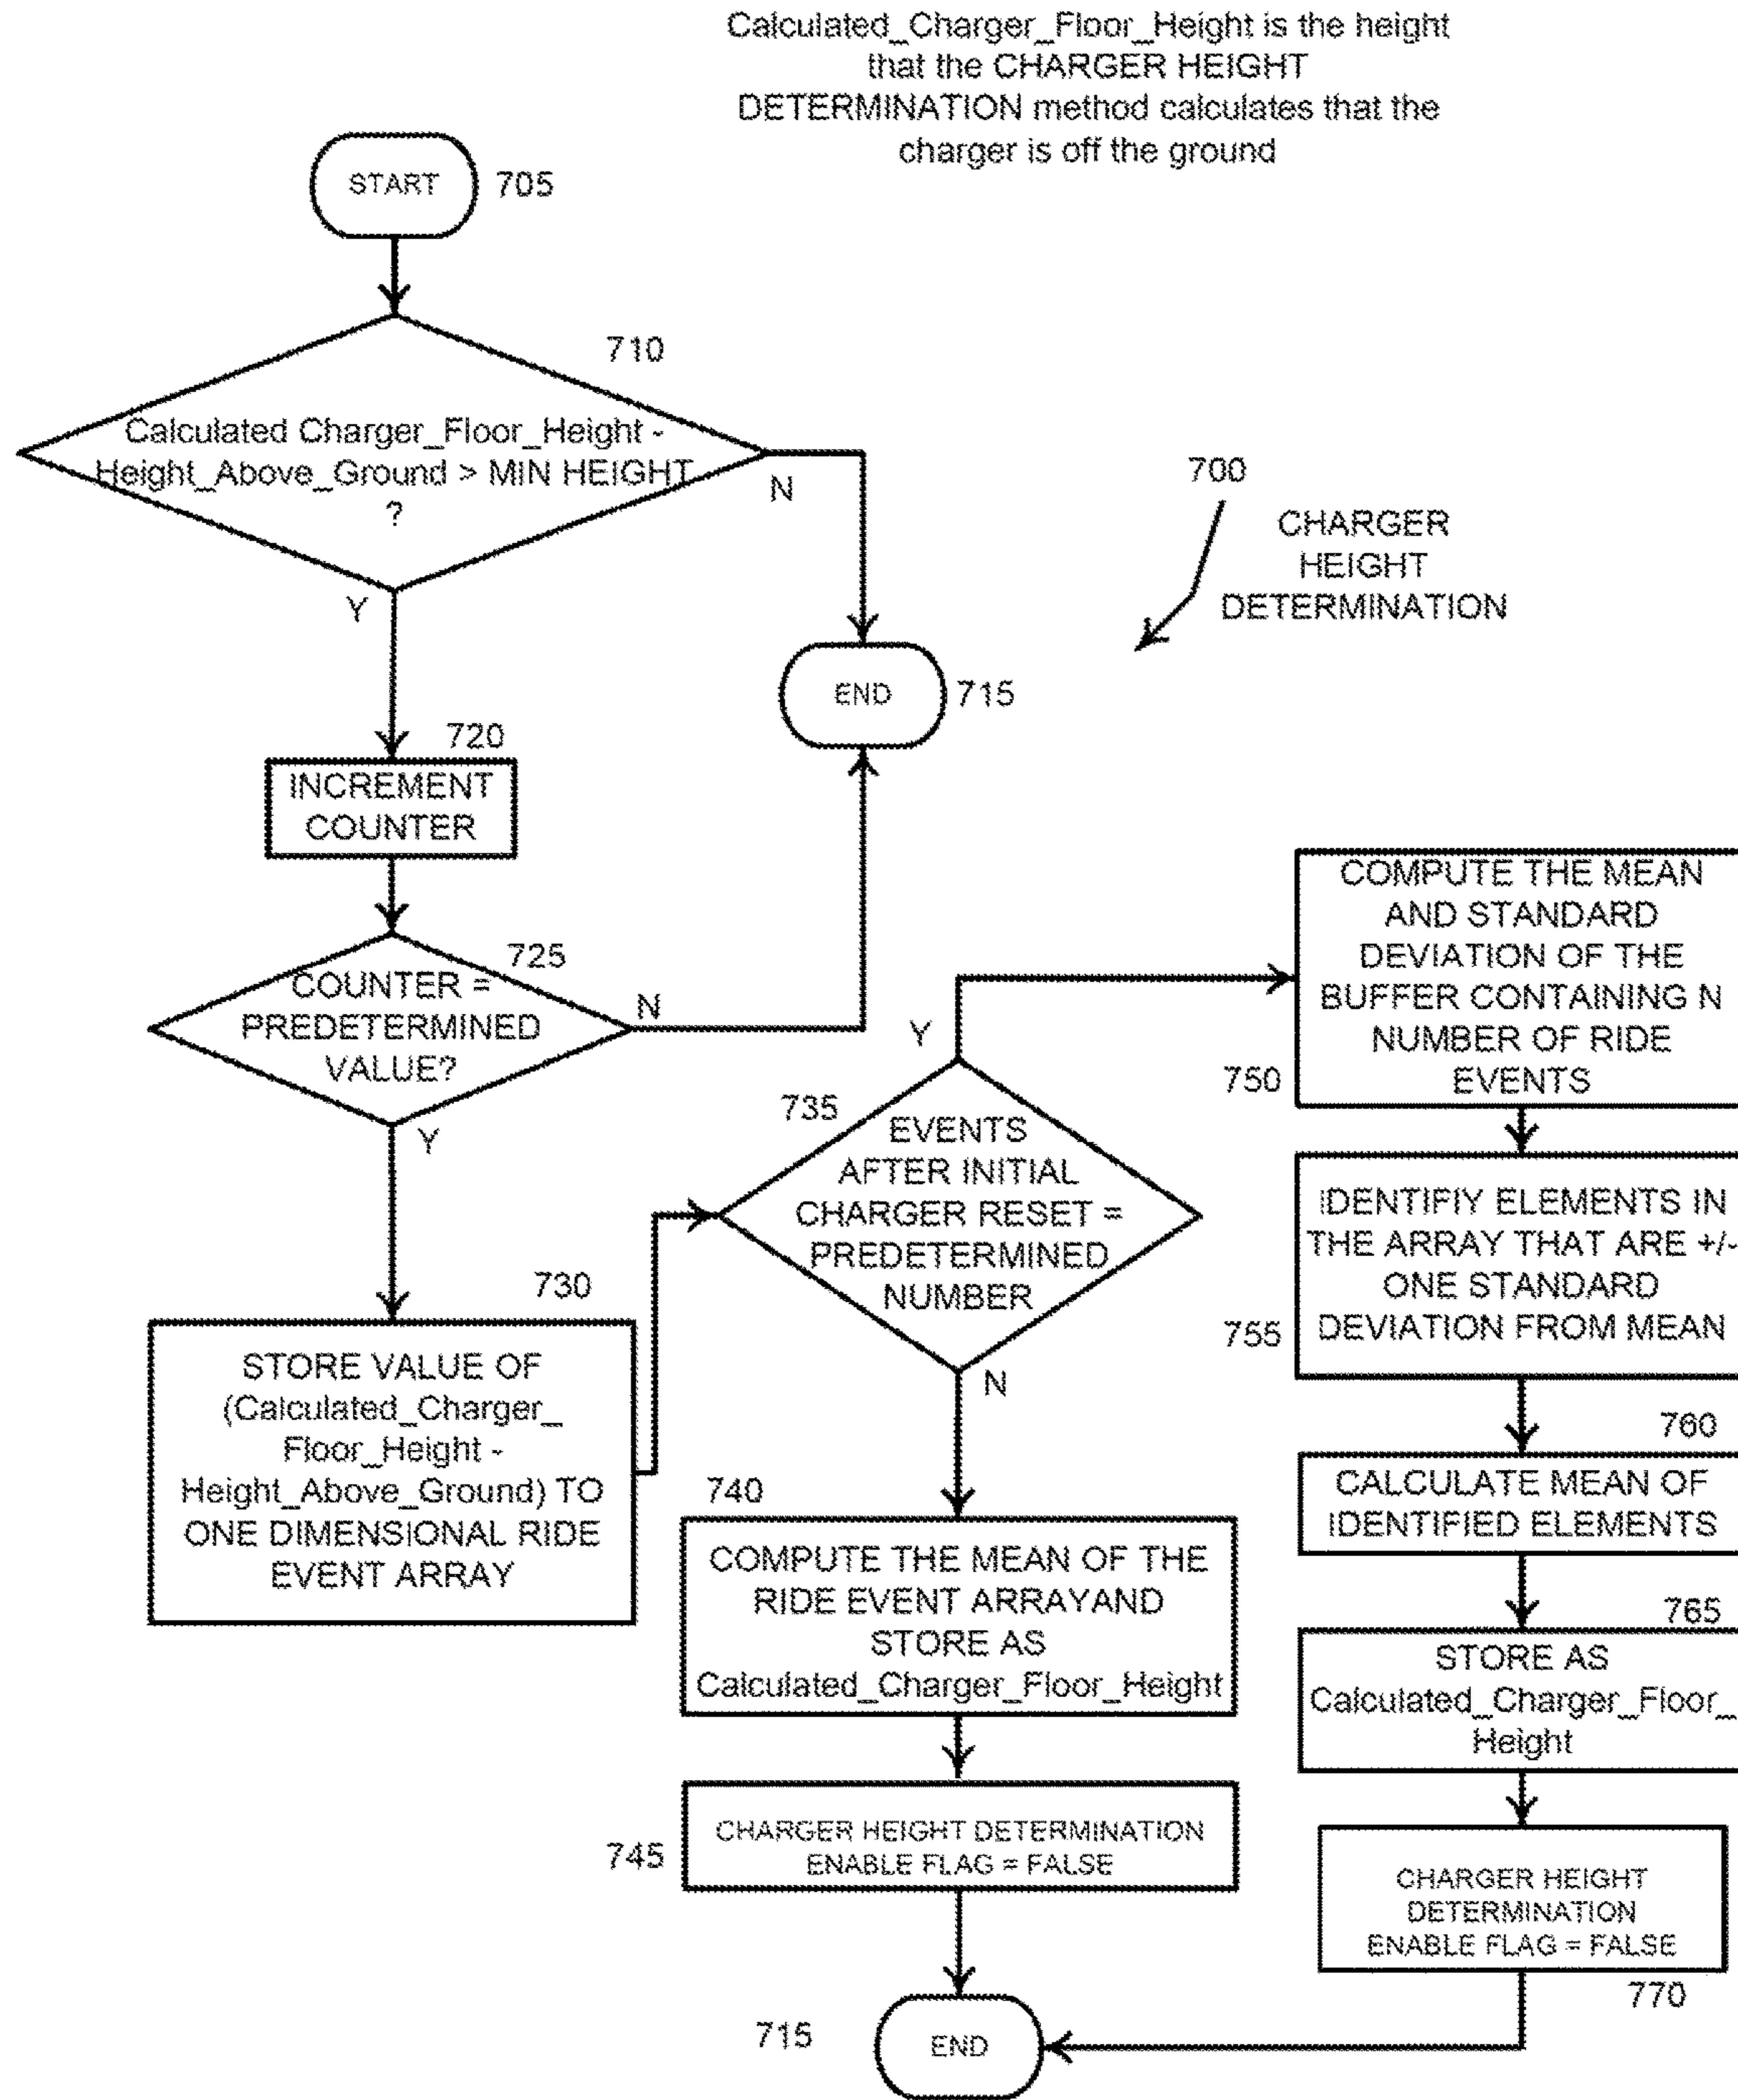 Calculated_Charger_Floor_Height is the height
that the CHARGER HEIGHT
DETERMINATION method calculates that the
charger is off the ground
START
705
710
Calculated Charger_Floor_Height -
Height_Above_Ground > MIN HEIGHT
?
N
Y
700
CHARGER
HEIGHT
DETERMINATION
END
715
720
INCREMENT
COUNTER
725
COUNTER =
PREDETERMINED
VALUE?
N
Y
730
STORE VALUE OF
(Calculated_Charger_
Floor_Height -
Height_Above_Ground) TO
ONE DIMENSIONAL RIDE
EVENT ARRAY
735
EVENTS
AFTER INITIAL
CHARGER RESET =
PREDETERMINED
NUMBER
Y
N
740
COMPUTE THE MEAN OF THE
RIDE EVENT ARRAYAND
STORE AS
Calculated_Charger_Floor_Height
745
CHARGER HEIGHT DETERMINATION
ENABLE FLAG = FALSE
750
COMPUTE THE MEAN
AND STANDARD
DEVIATION OF THE
BUFFER CONTAINING N
NUMBER OF RIDE
EVENTS
755
IDENTIFIY ELEMENTS IN
THE ARRAY THAT ARE +/-
ONE STANDARD
DEVIATION FROM MEAN
760
CALCULATE MEAN OF
IDENTIFIED ELEMENTS
765
STORE AS
Calculated_Charger_Floor_
Height
CHARGER HEIGHT
DETERMINATION
ENABLE FLAG = FALSE
770
715
END